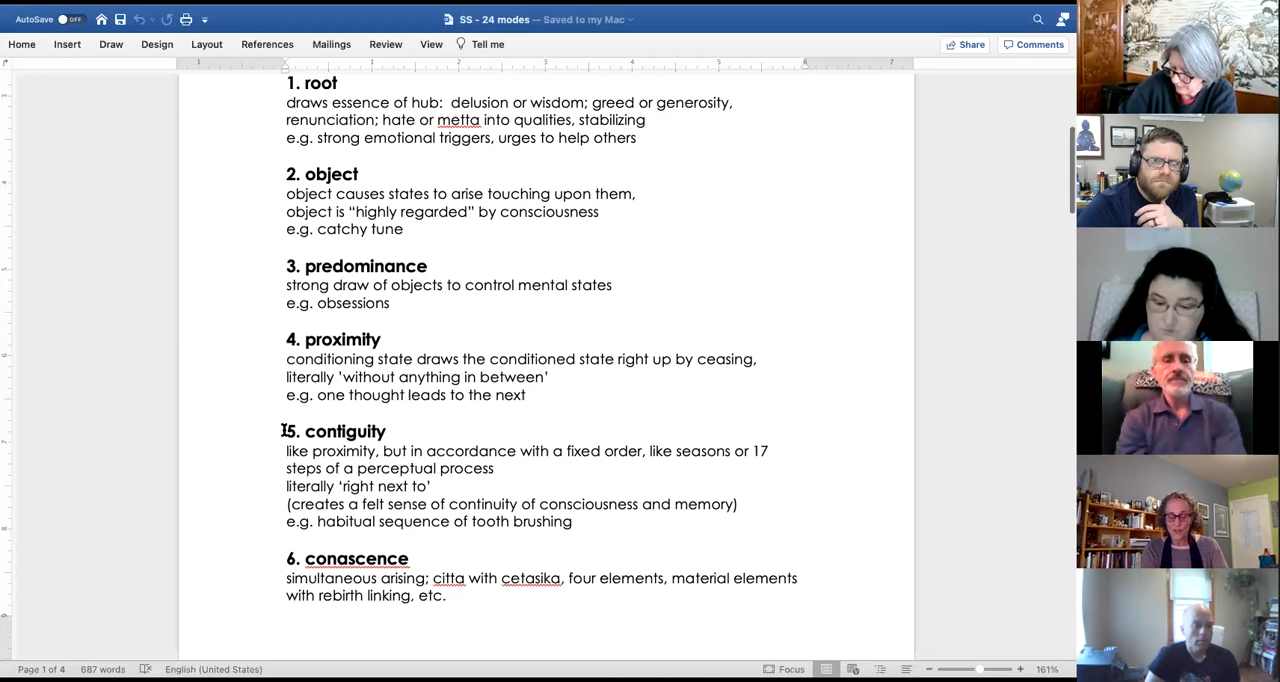 AutoSave OFF SS - 24 modes — Saved to my Mac
Home Insert Draw Design Layout References Mailings Review View Tell me Share Comments
1 1 2 3 4 5 6 7
1. root
draws essence of hub:  delusion or wisdom; greed or generosity,
renunciation; hate or metta into qualities, stabilizing
e.g. strong emotional triggers, urges to help others
2. object
object causes states to arise touching upon them,
object is “highly regarded” by consciousness
e.g. catchy tune
3. predominance
strong draw of objects to control mental states
e.g. obsessions
4. proximity
conditioning state draws the conditioned state right up by ceasing,
literally ’without anything in between’
e.g. one thought leads to the next
5. contiguity
like proximity, but in accordance with a fixed order, like seasons or 17
steps of a perceptual process
literally ‘right next to’
(creates a felt sense of continuity of consciousness and memory)
e.g. habitual sequence of tooth brushing
6. conascence
simultaneous arising; citta with cetasika, four elements, material elements
with rebirth linking, etc.
Page 1 of 4 687 words English (United States) Focus 161%